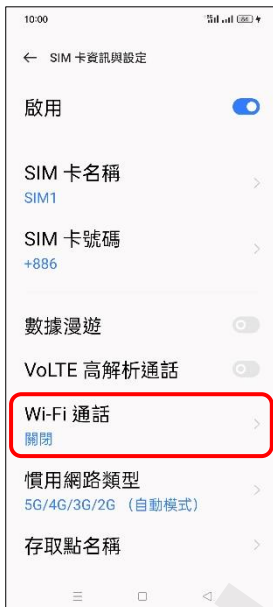 10:00
← SIM 卡資訊與設定
啟用
SIM 卡名稱
SIM1
SIM 卡號碼
+886
數據漫遊
VoLTE 高解析通話
Wi-Fi 通話
關閉
慣用網路類型
5G/4G/3G/2G （自動模式）
存取點名稱